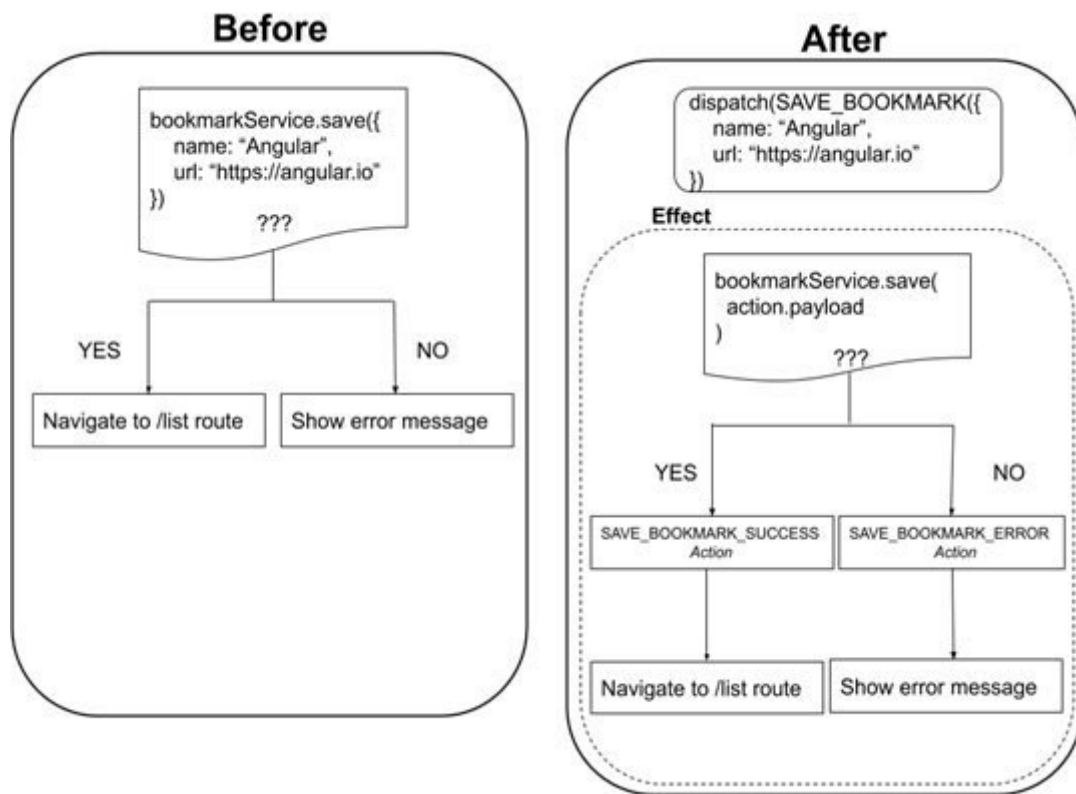 Before
bookmarkService.save({
name: “Angular”,
url: “https://angular.io”
})
???
YES
NO
Navigate to /list route
Show error message
After
dispatch(SAVE_BOOKMARK({
name: “Angular”,
url: “https://angular.io”
})
Effect
bookmarkService.save(
action.payload
)
???
YES
NO
SAVE_BOOKMARK_SUCCESS
Action
SAVE_BOOKMARK_ERROR
Action
Navigate to /list route
Show error message